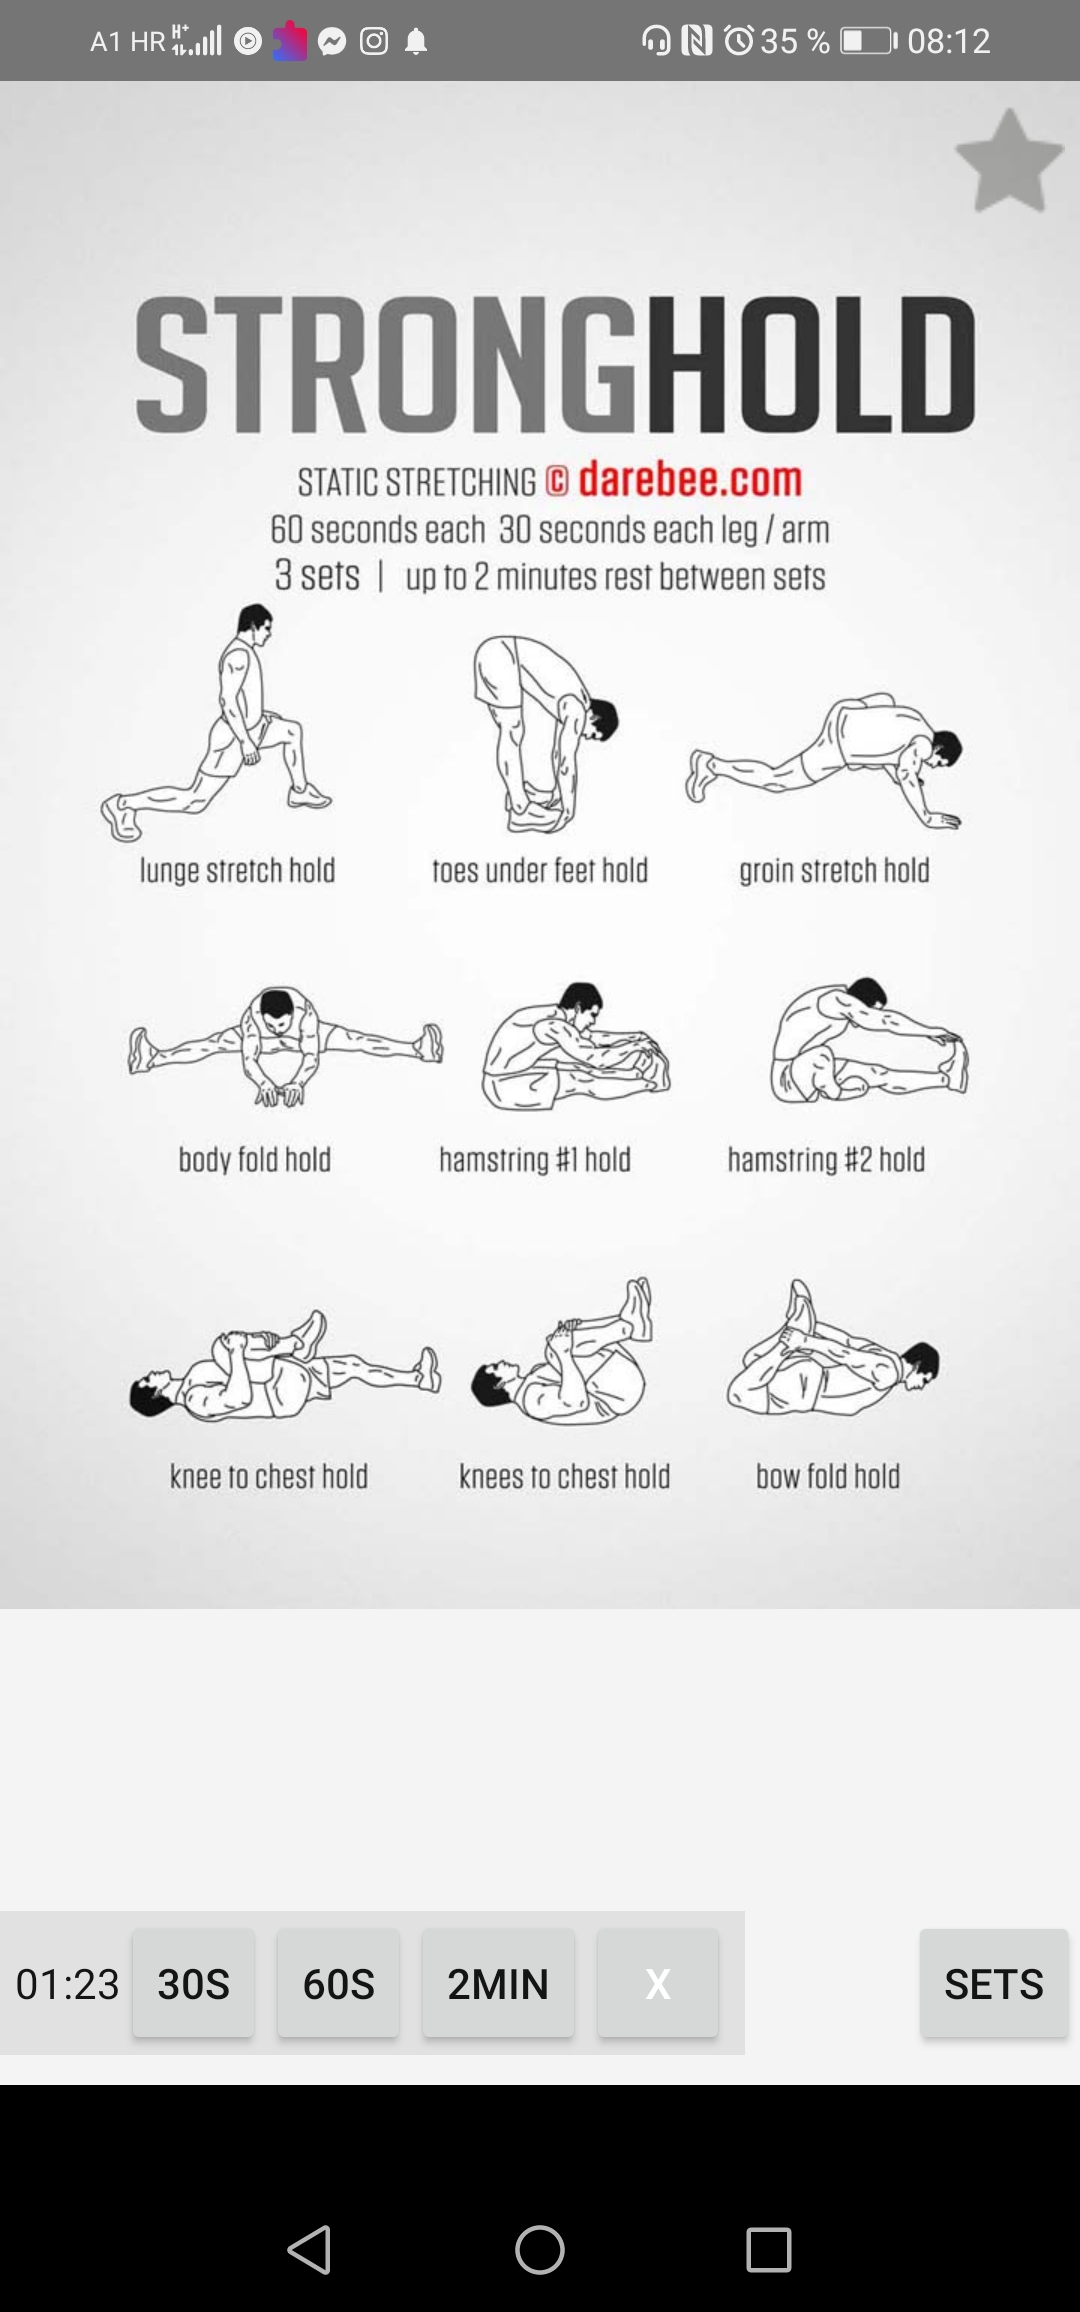 A1 HR H+ 35 % 08:12
STRONGHOLD
STATIC STRETCHING © darebee.com
60 seconds each 30 seconds each leg / arm
3 sets | up to 2 minutes rest between sets
lunge stretch hold toes under feet hold groin stretch hold
body fold hold hamstring #1 hold hamstring #2 hold
knee to chest hold knees to chest hold bow fold hold
01:23 30S 60S 2MIN X SETS